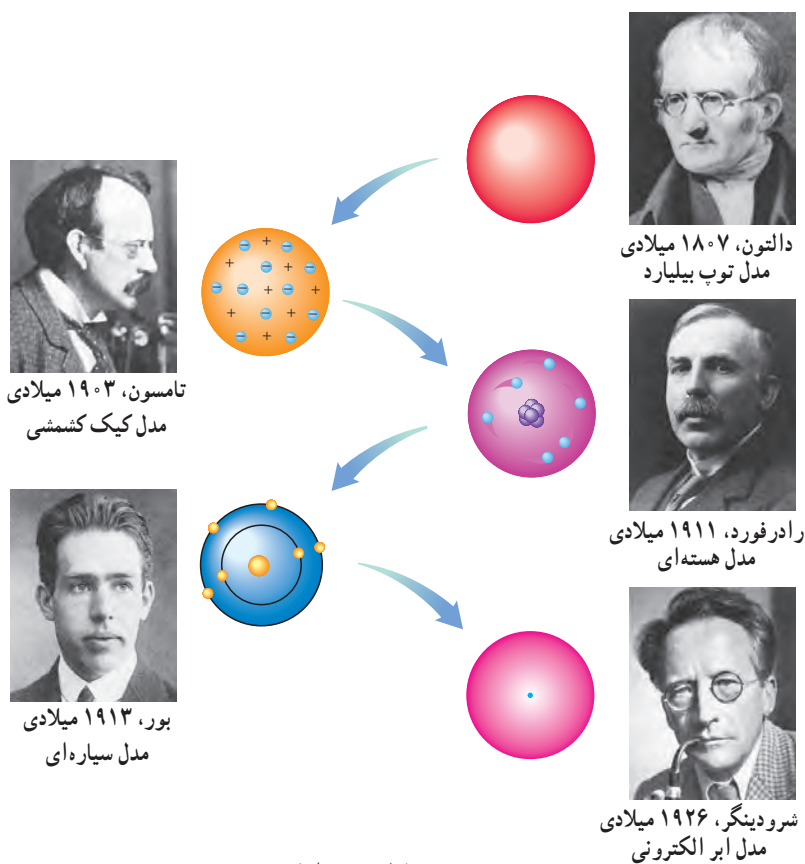 دالتون، ۱۸۰۷ میلادی
مدل توپ بیلیارد
تامسون، ۱۹۰۳ میلادی
مدل کیک کشمشی
رادرفورد، ۱۹۱۱ میلادی
مدل هسته‌ای
بور، ۱۹۱۳ میلادی
مدل سیاره‌ای
شرودینگر، ۱۹۲۶ میلادی
مدل ابر الکترونی